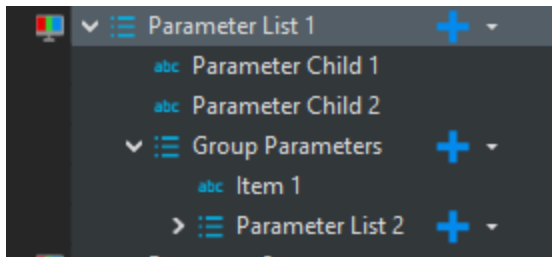 Parameter List 1
abc Parameter Child 1
abc Parameter Child 2
Group Parameters
abc Item 1
Parameter List 2